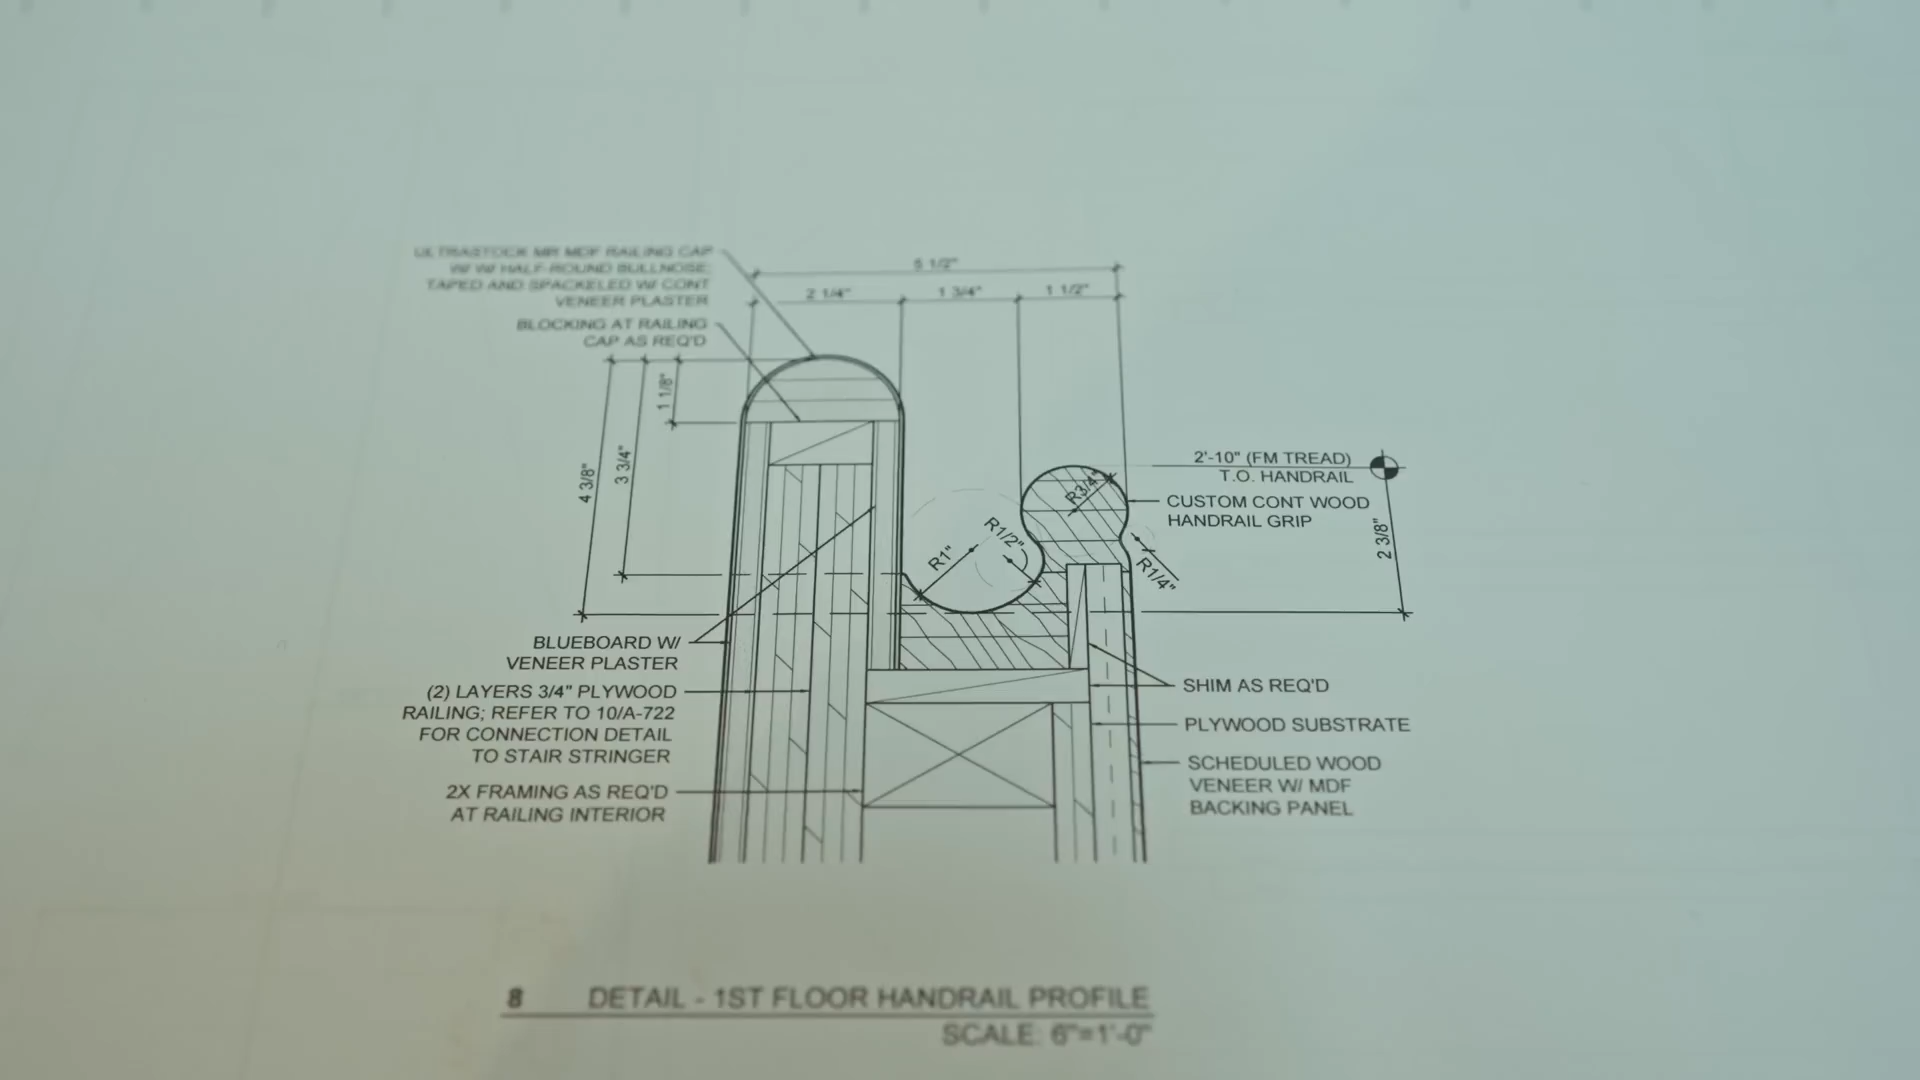 ULTRASTOCK MR MDF RAILING CAP
W/ W/ HALF-ROUND BULLNOSE;
TAPED AND SPACKELED W/ CONT
VENEER PLASTER
BLOCKING AT RAILING
CAP AS REQ'D
5 1/2"
2 1/4"
1 3/4"
1 1/2"
1 1/8"
3 3/4"
4 3/8"
2'-10" (FM TREAD)
T.O. HANDRAIL
CUSTOM CONT WOOD
HANDRAIL GRIP
2 3/8"
R3/4"
R1/2"
R1"
R1/4"
BLUEBOARD W/
VENEER PLASTER
(2) LAYERS 3/4" PLYWOOD
RAILING; REFER TO 10/A-722
FOR CONNECTION DETAIL
TO STAIR STRINGER
2X FRAMING AS REQ'D
AT RAILING INTERIOR
SHIM AS REQ'D
PLYWOOD SUBSTRATE
SCHEDULED WOOD
VENEER W/ MDF
BACKING PANEL
8 DETAIL - 1ST FLOOR HANDRAIL PROFILE
SCALE: 6"=1'-0"